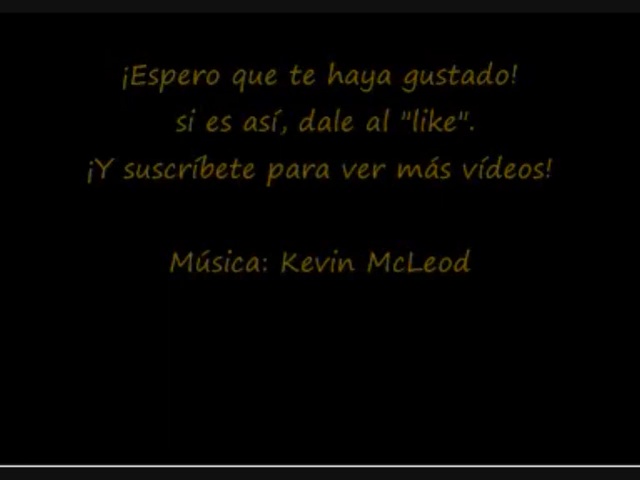 ¡Espero que te haya gustado!
si es así, dale al "like".
¡Y suscríbete para ver más vídeos!
Música: Kevin McLeod